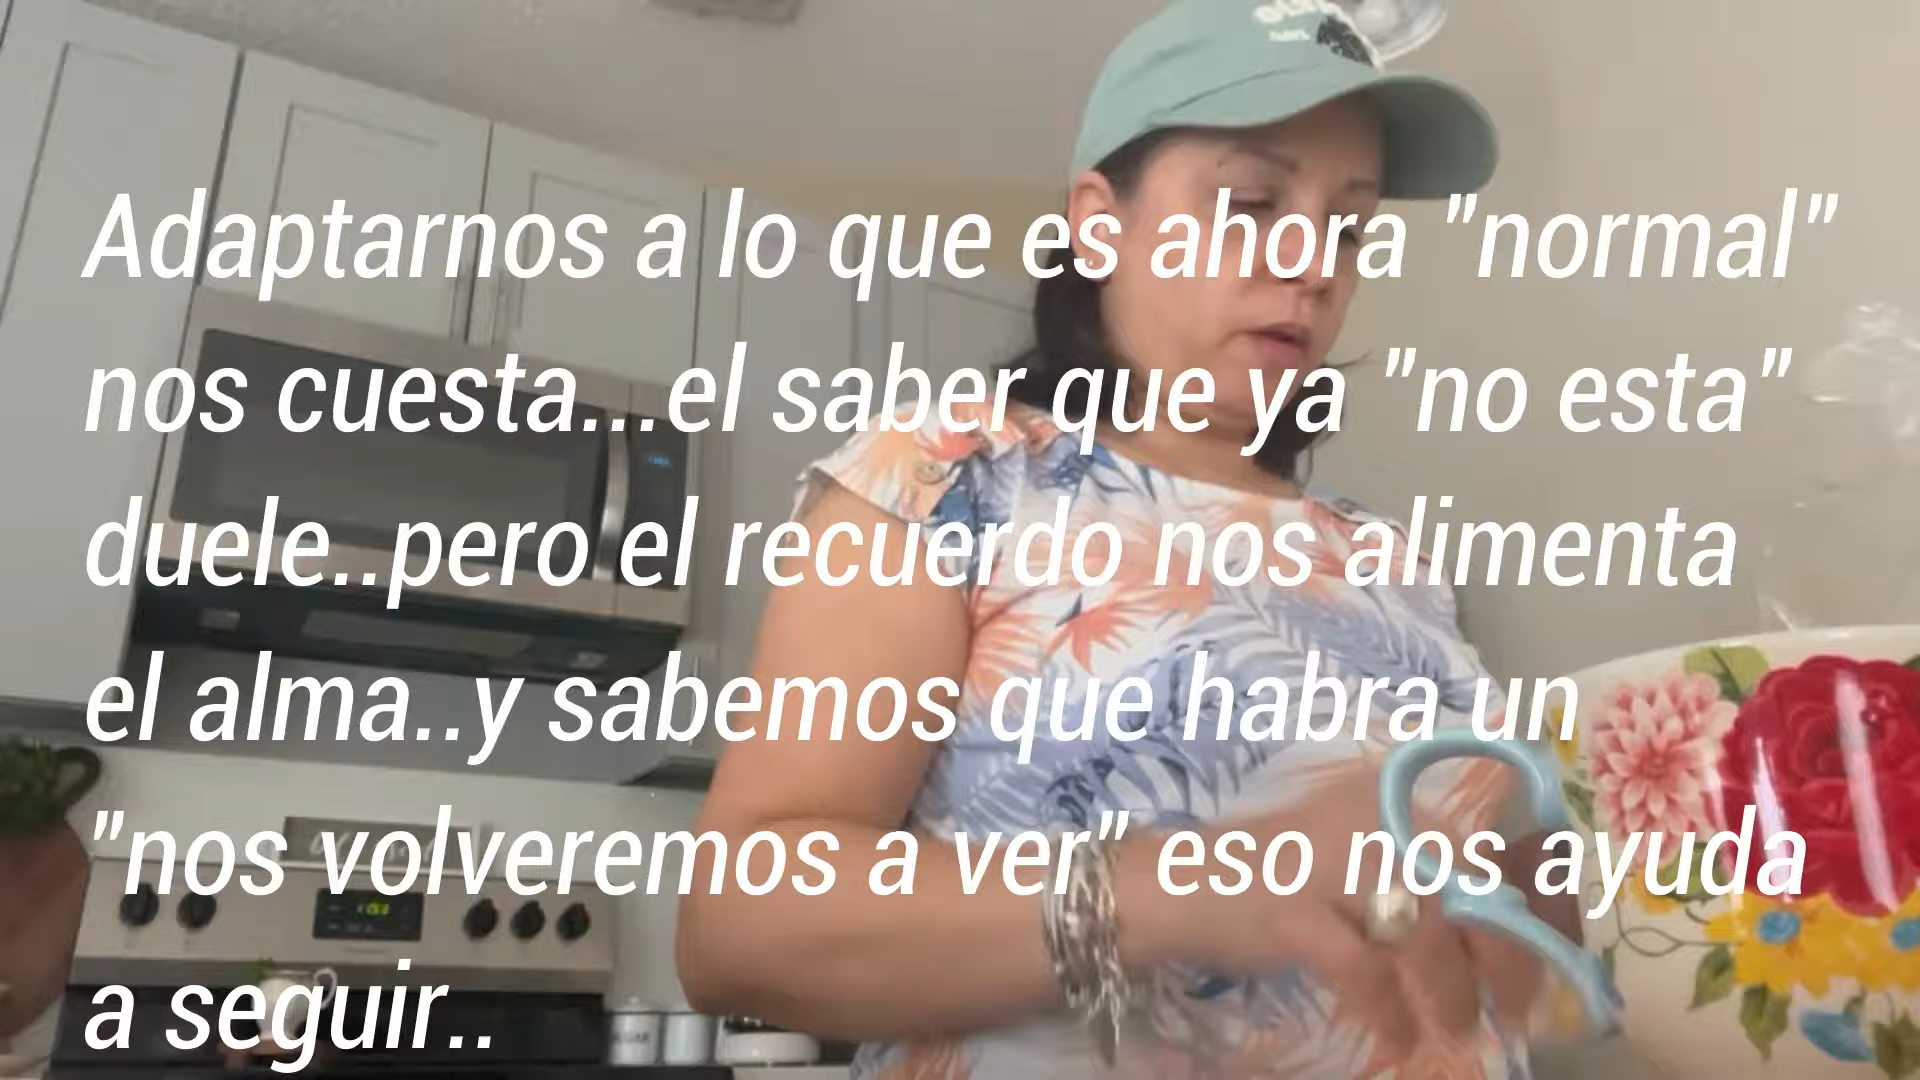 Adaptarnos a lo que es ahora "normal"
nos cuesta...el saber que ya "no esta"
duele..pero el recuerdo nos alimenta
el alma..y sabemos que habra un
"nos volveremos a ver" eso nos ayuda
a seguir..